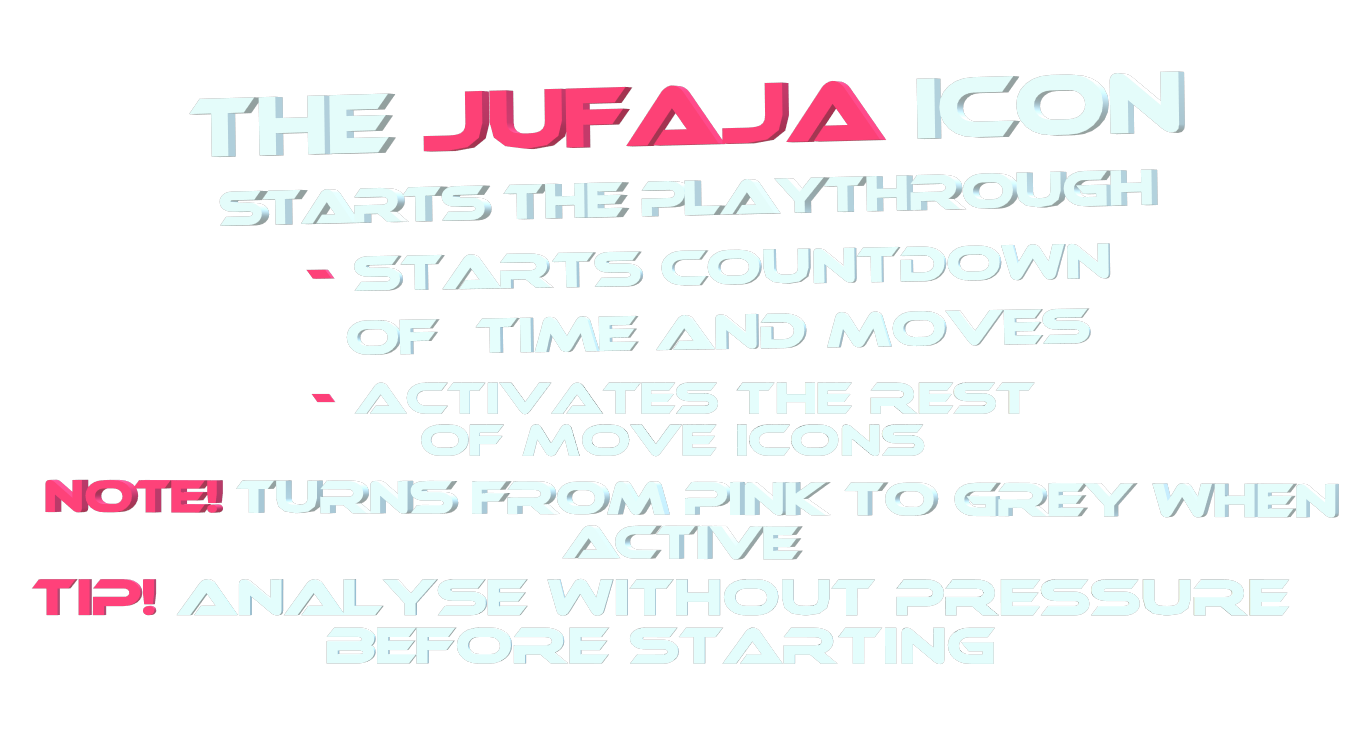 THE JUFAJA ICON
STARTS THE PLAYTHROUGH
- STARTS COUNTDOWN
OF TIME AND MOVES
- ACTIVATES THE REST
OF MOVE ICONS
NOTE! TURNS FROM PINK TO GREY WHEN
ACTIVE
TIP! ANALYSE WITHOUT PRESSURE
BEFORE STARTING